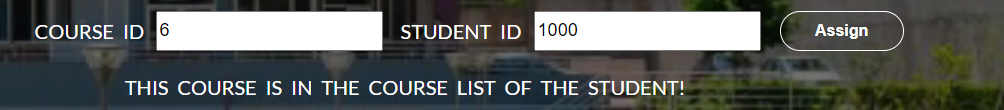 COURSE ID 6 STUDENT ID 1000 Assign
THIS COURSE IS IN THE COURSE LIST OF THE STUDENT!